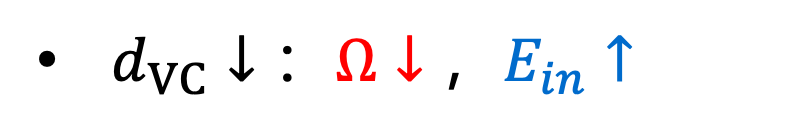 • d_VC ↓ : Ω ↓ , E_in ↑